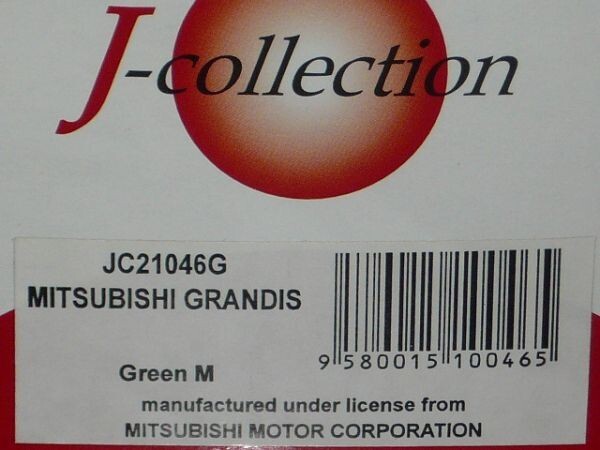 J-collection
JC21046G
MITSUBISHI GRANDIS
Green M
9 580015 100465
manufactured under license from
MITSUBISHI MOTOR CORPORATION